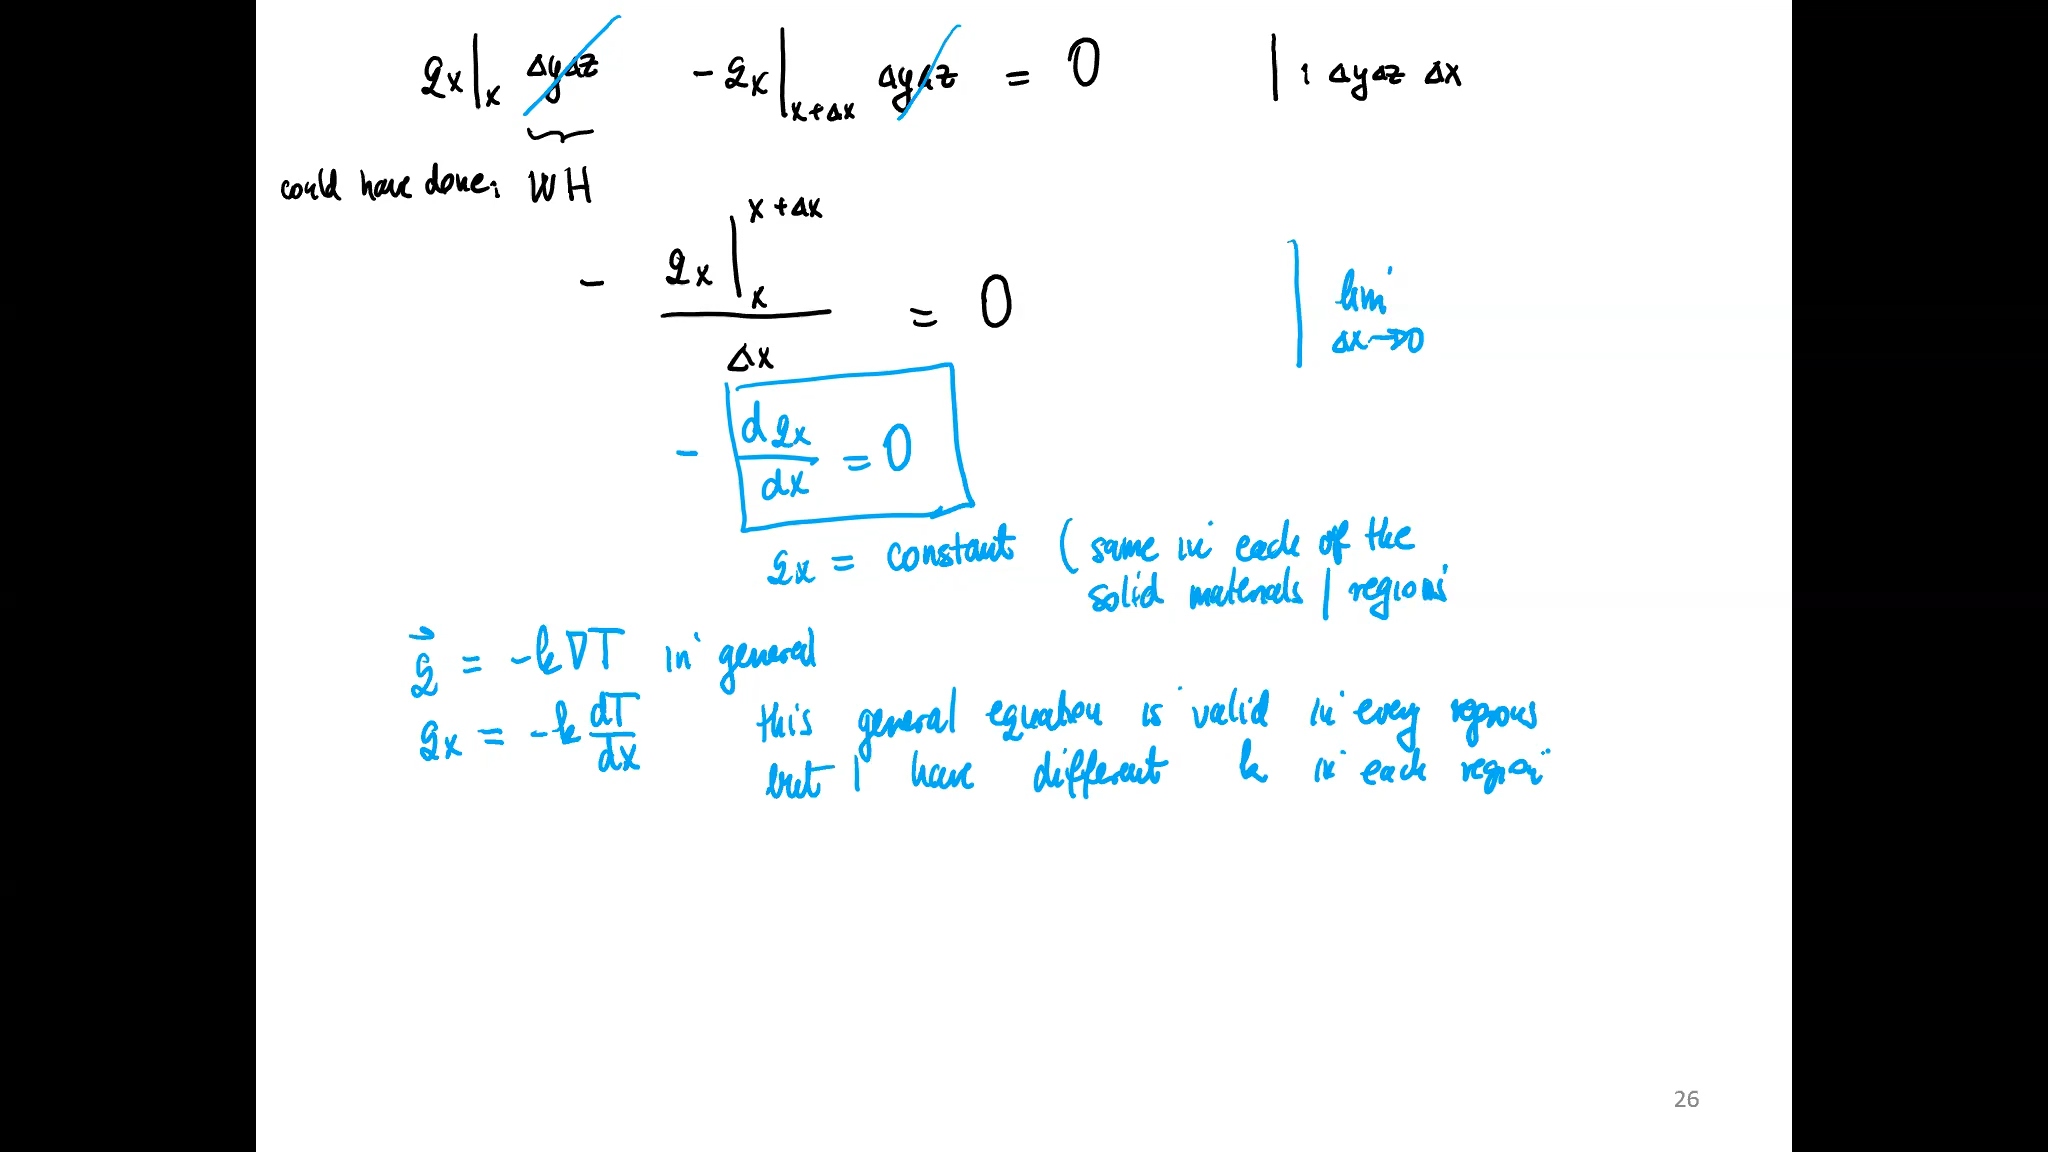 qx|x ΔyΔz - qx|x+Δx ΔyΔz = 0 | : ΔyΔz Δx
could have done: WH
- qx|x x+Δx / Δx = 0 | lim Δx→0
- dqx/dx = 0
qx = constant (same in each of the
solid materials / regions
q⃗ = -k∇T in general
qx = -k dT/dx this general equation is valid in every regions
but I have different k in each region
26